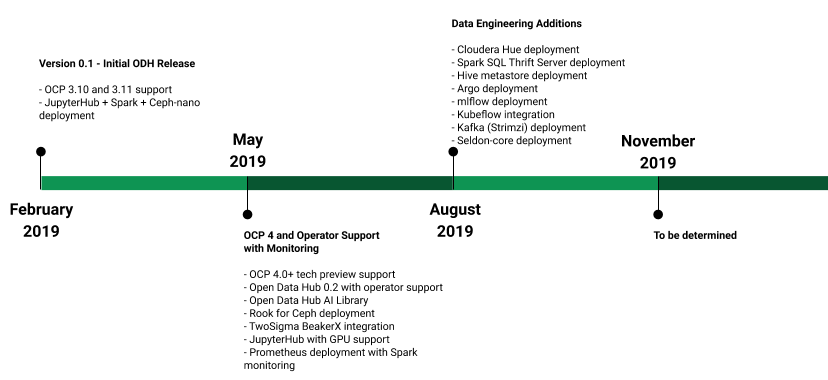 Data Engineering Additions
- Cloudera Hue deployment
- Spark SQL Thrift Server deployment
- Hive metastore deployment
- Argo deployment
- mlflow deployment
- Kubeflow integration
- Kafka (Strimzi) deployment
- Seldon-core deployment
Version 0.1 - Initial ODH Release
- OCP 3.10 and 3.11 support
- JupyterHub + Spark + Ceph-nano
deployment
May
2019
November
2019
February
2019
August
2019
OCP 4 and Operator Support
with Monitoring
- OCP 4.0+ tech preview support
- Open Data Hub 0.2 with operator support
- Open Data Hub AI Library
- Rook for Ceph deployment
- TwoSigma BeakerX integration
- JupyterHub with GPU support
- Prometheus deployment with Spark
monitoring
To be determined